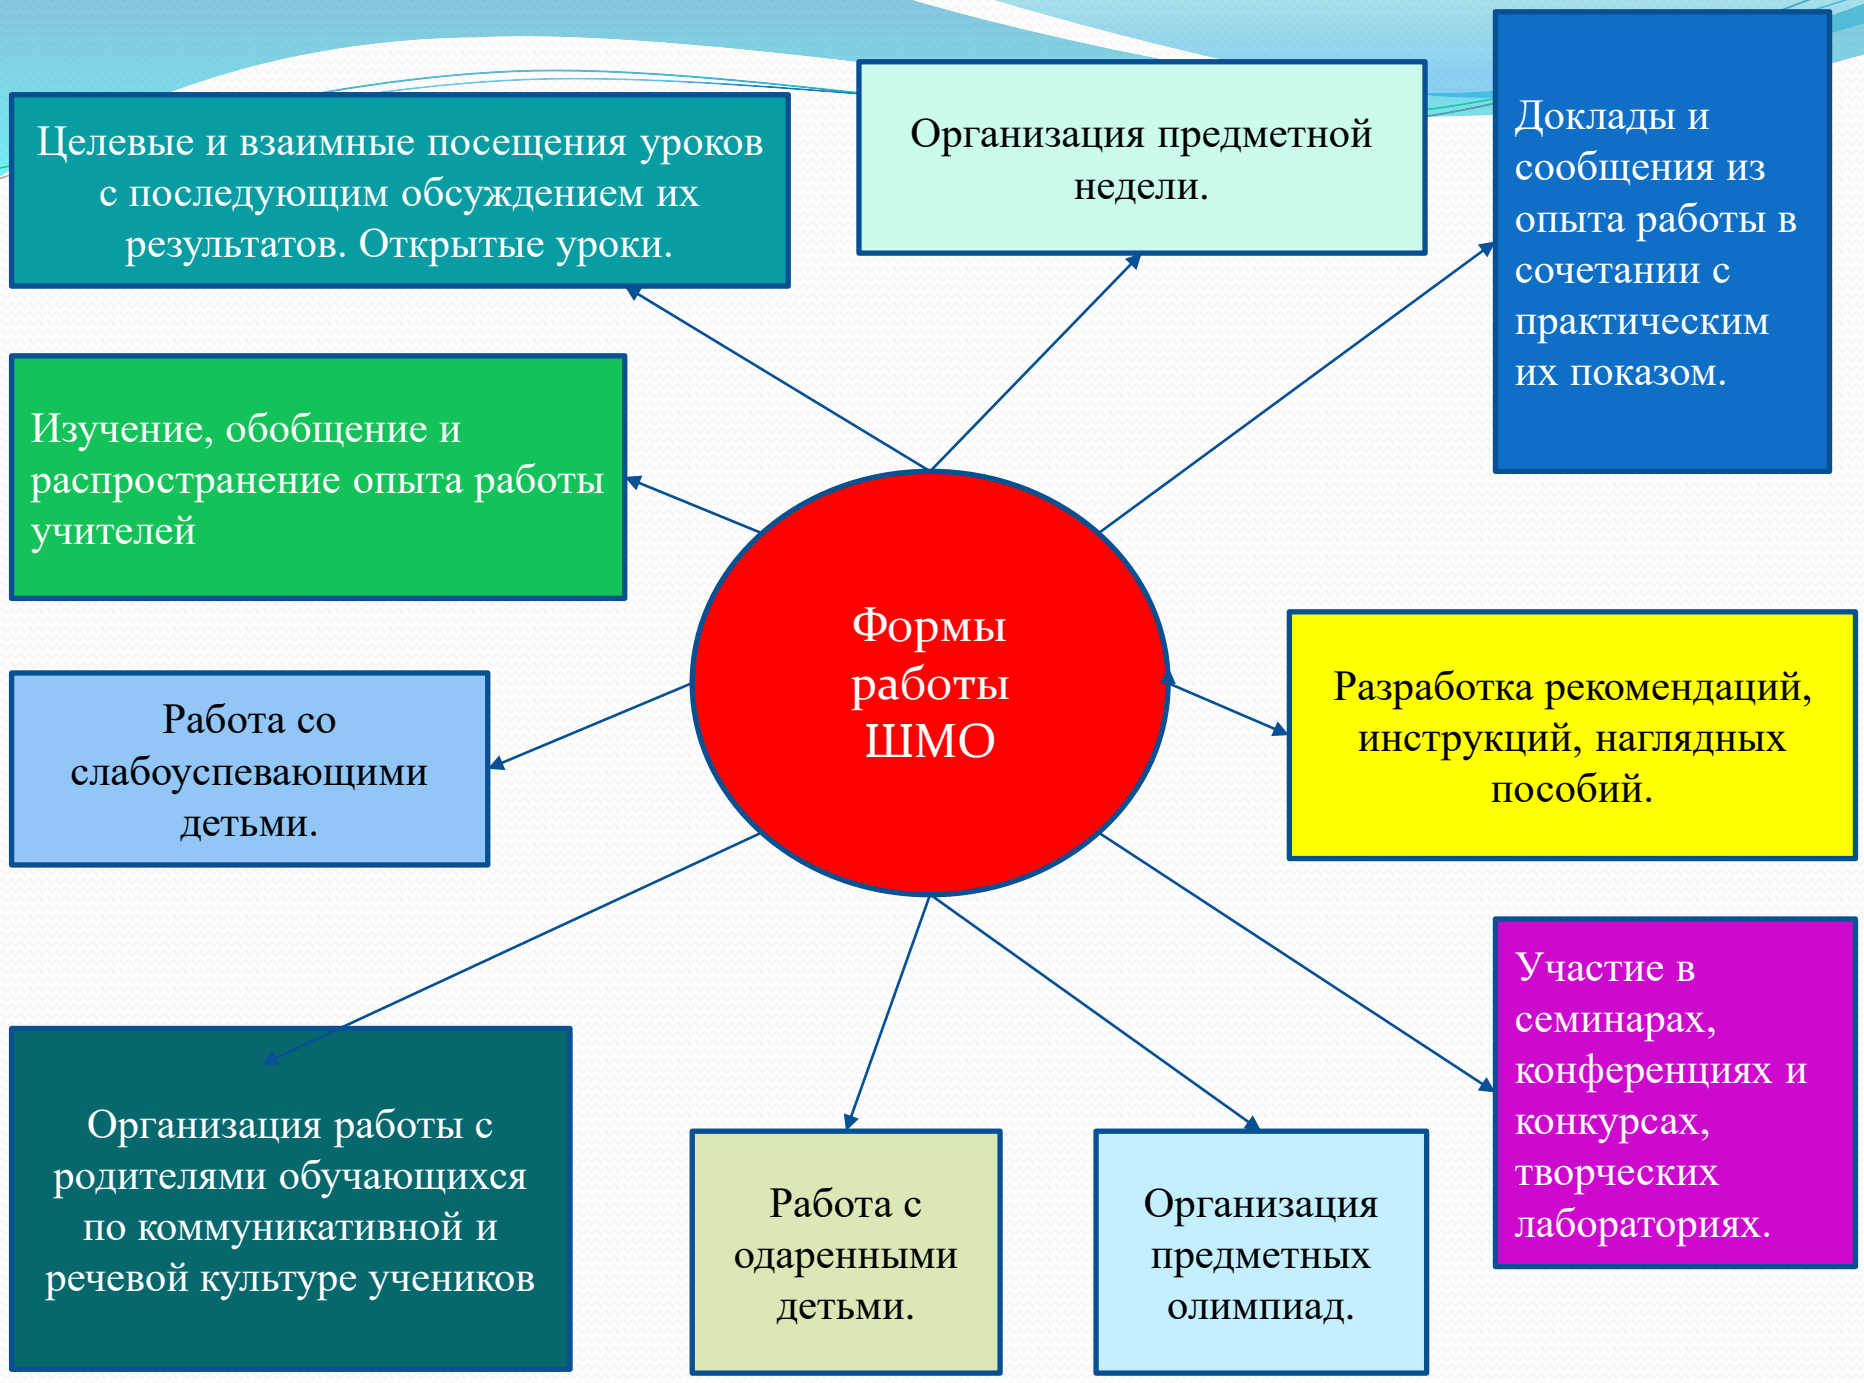 Целевые и взаимные посещения уроков
с последующим обсуждением их
результатов. Открытые уроки.
Организация предметной
недели.
Доклады и
сообщения из
опыта работы в
сочетании с
практическим
их показом.
Изучение, обобщение и
распространение опыта работы
учителей
Формы
работы
ШМО
Работа со
слабоуспевающими
детьми.
Разработка рекомендаций,
инструкций, наглядных
пособий.
Организация работы с
родителями обучающихся
по коммуникативной и
речевой культуре учеников
Работа с
одаренными
детьми.
Организация
предметных
олимпиад.
Участие в
семинарах,
конференциях и
конкурсах,
творческих
лабораториях.